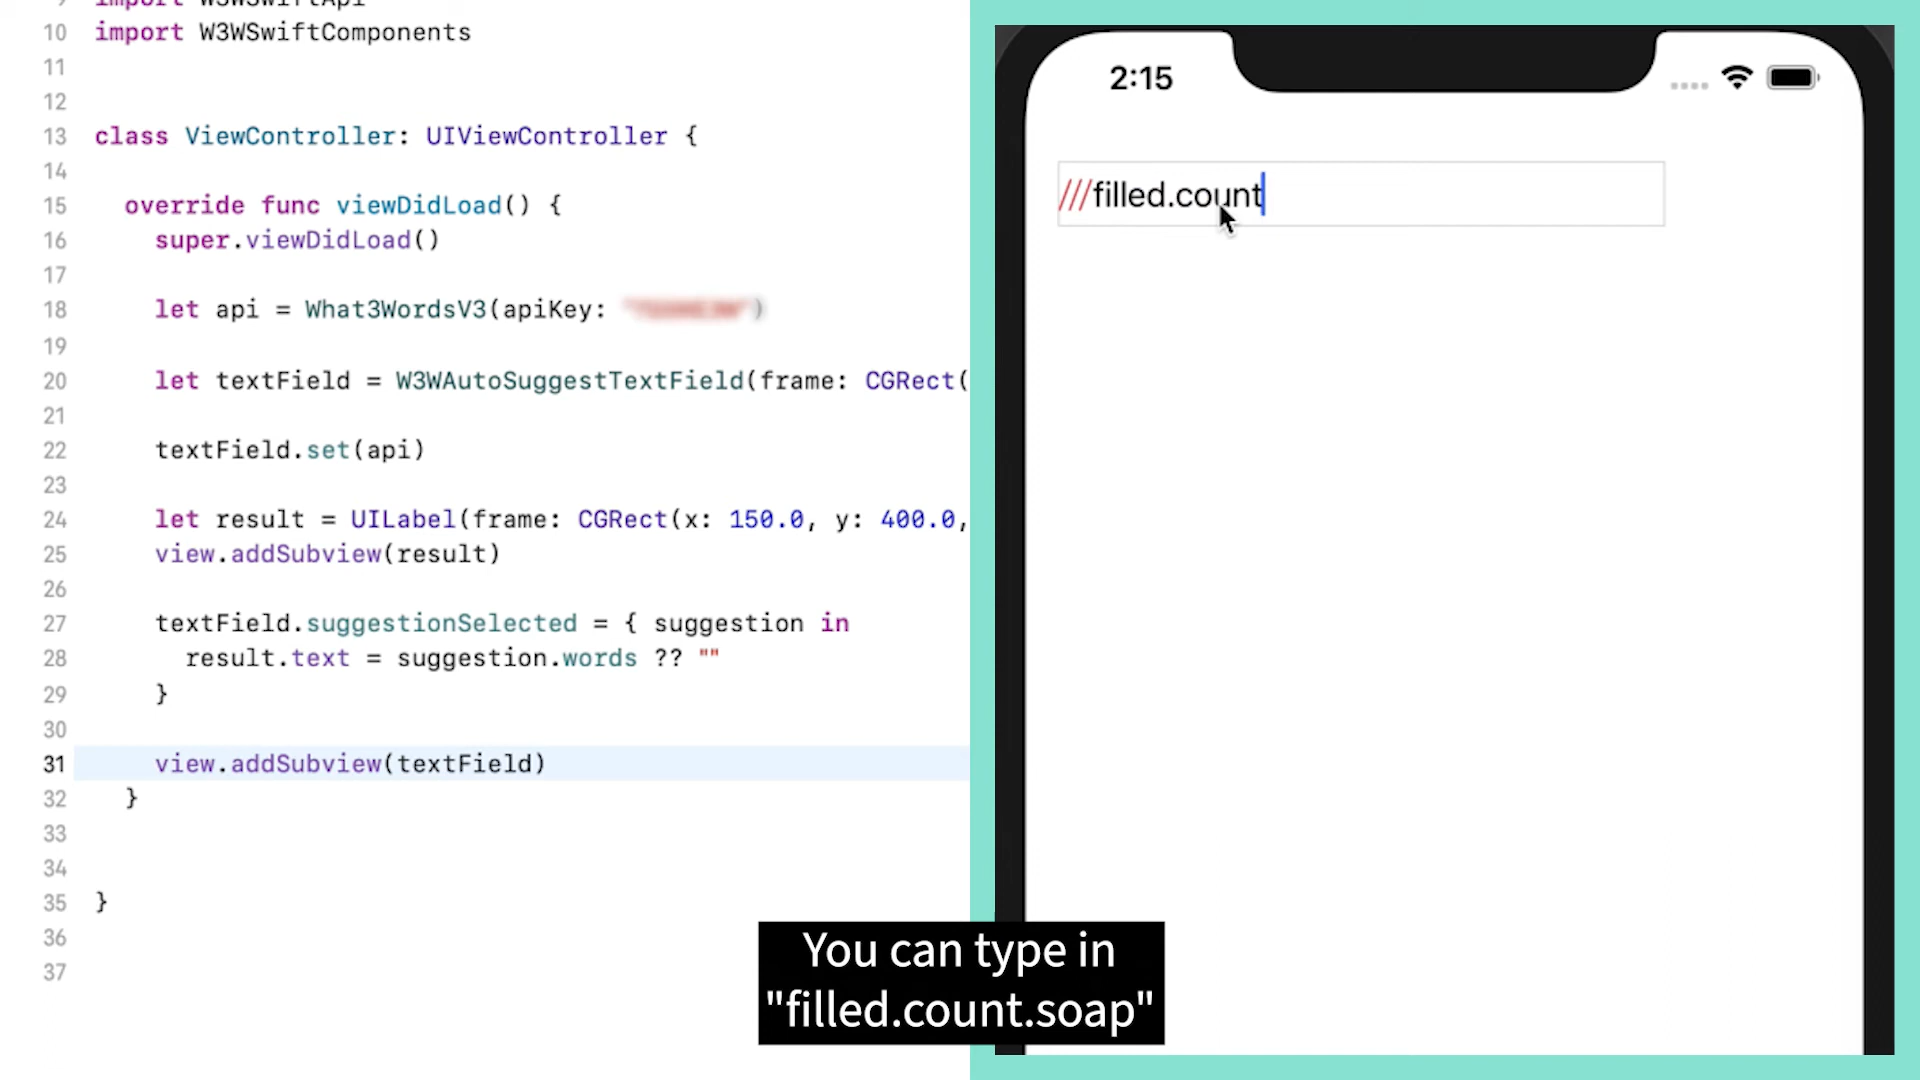 9 import W3WSwiftApi
10 import W3WSwiftComponents
11
12
13 class ViewController: UIViewController {
14
15 override func viewDidLoad() {
16 super.viewDidLoad()
17
18 let api = What3WordsV3(apiKey: )
19
20 let textField = W3WAutoSuggestTextField(frame: CGRect(
21
22 textField.set(api)
23
24 let result = UILabel(frame: CGRect(x: 150.0, y: 400.0,
25 view.addSubview(result)
26
27 textField.suggestionSelected = { suggestion in
28 result.text = suggestion.words ?? ""
29 }
30
31 view.addSubview(textField)
32 }
33
34
35 }
36
37
2:15
///filled.count
You can type in
"filled.count.soap"